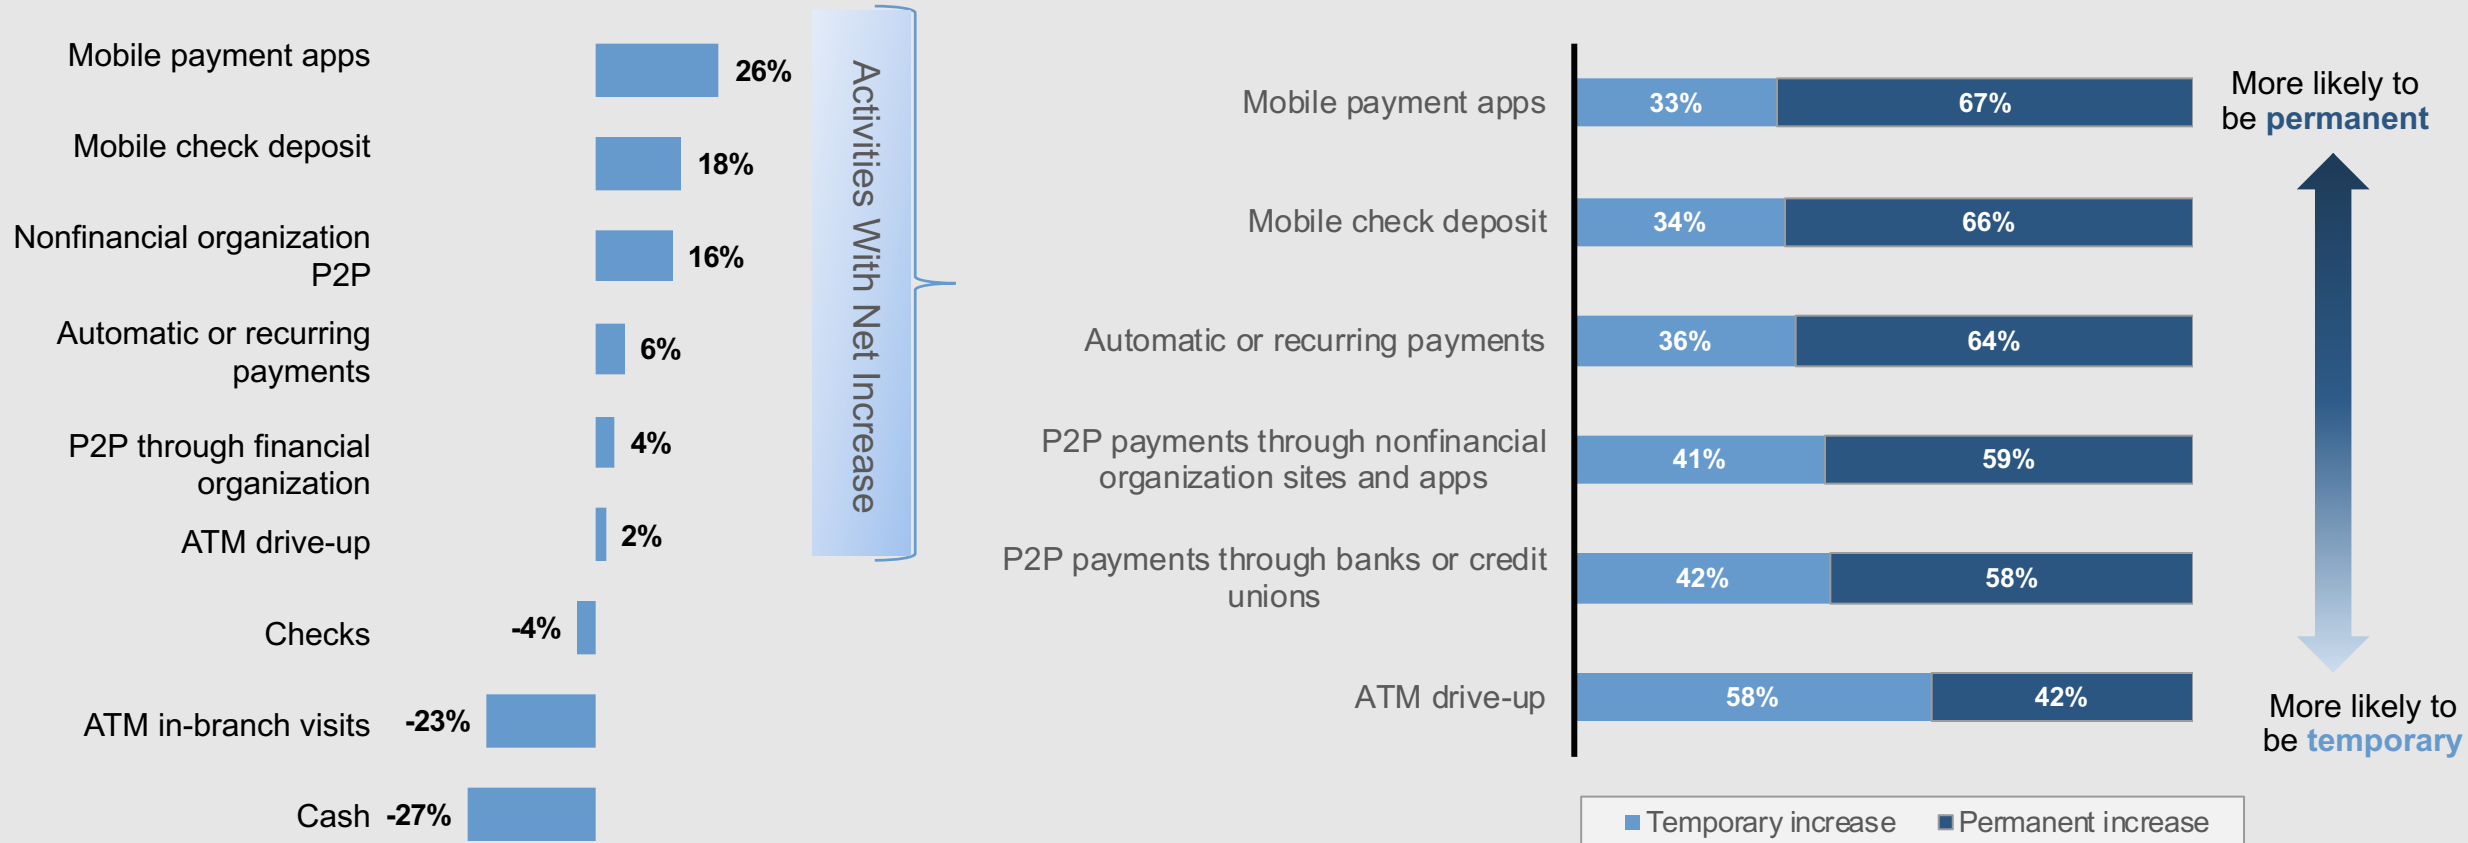 Mobile payment apps
26%
Mobile check deposit
18%
Nonfinancial organization
P2P
16%
Automatic or recurring
payments
6%
P2P through financial
organization
4%
ATM drive-up
2%
Checks
-4%
ATM in-branch visits
-23%
Cash
-27%
Activities With Net Increase
Mobile payment apps
33%
67%
Mobile check deposit
34%
66%
Automatic or recurring payments
36%
64%
P2P payments through nonfinancial
organization sites and apps
41%
59%
P2P payments through banks or credit
unions
42%
58%
ATM drive-up
58%
42%
More likely to
be permanent
More likely to
be temporary
Temporary increase
Permanent increase